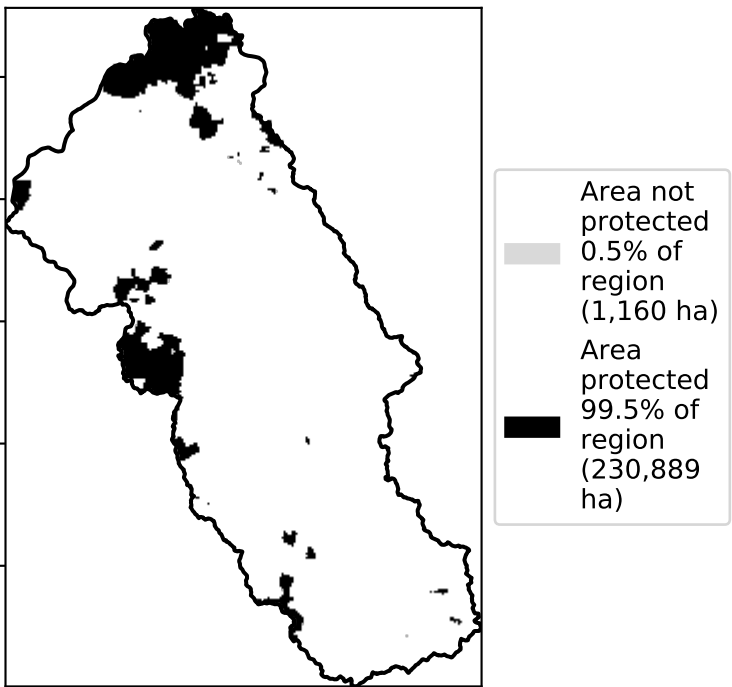 Area not
protected
0.5% of
region
(1,160 ha)
Area
protected
99.5% of
region
(230,889
ha)